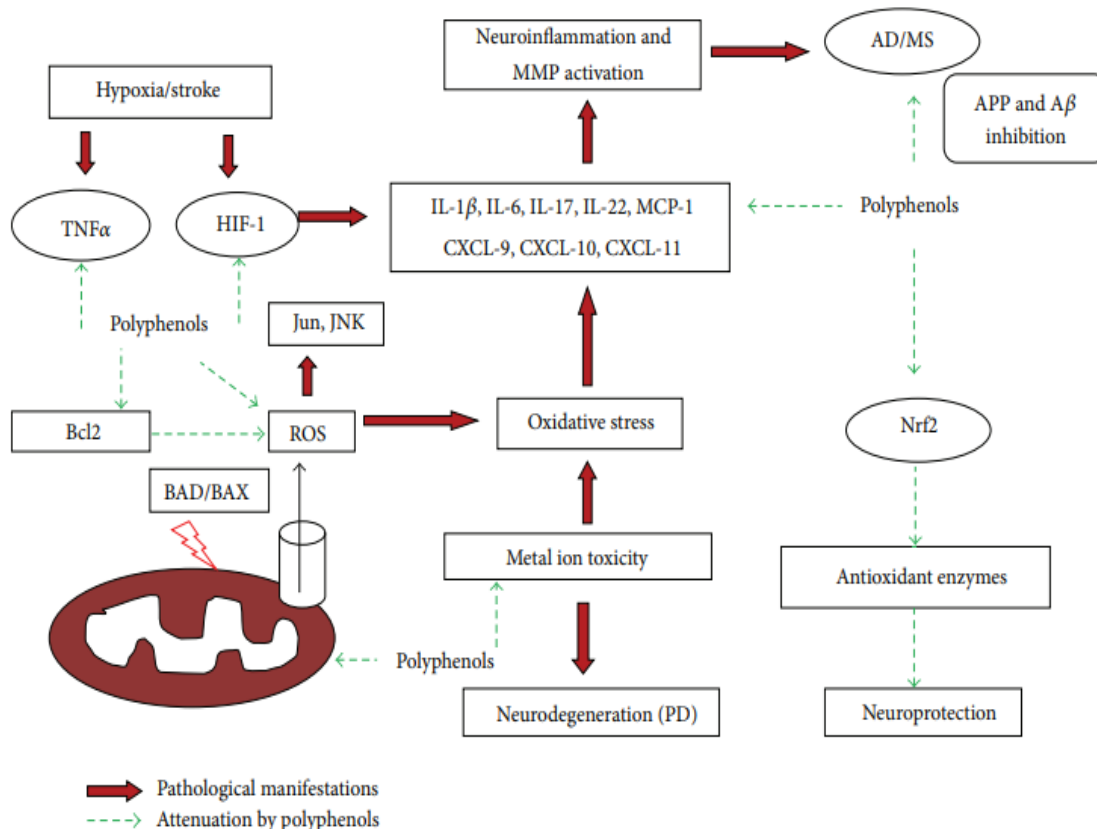 Neuroinflammation and
MMP activation
AD/MS
Hypoxia/stroke
APP and Aβ
inhibition
TNFα
HIF-1
IL-1β, IL-6, IL-17, IL-22, MCP-1
CXCL-9, CXCL-10, CXCL-11
Polyphenols
Polyphenols
Jun, JNK
Bcl2
ROS
Oxidative stress
Nrf2
BAD/BAX
Metal ion toxicity
Antioxidant enzymes
Polyphenols
Neurodegeneration (PD)
Neuroprotection
Pathological manifestations
Attenuation by polyphenols